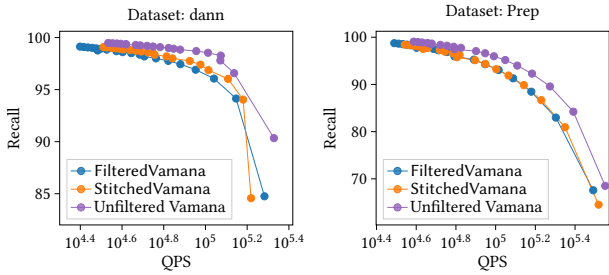 Dataset: dann
Recall
100
95
90
85
FilteredVamana
StitchedVamana
Unfiltered Vamana
10^4.4 10^4.6 10^4.8 10^5 10^5.2 10^5.4
QPS
Dataset: Prep
Recall
100
90
80
70
FilteredVamana
StitchedVamana
Unfiltered Vamana
10^4.4 10^4.6 10^4.8 10^5 10^5.2 10^5.4
QPS